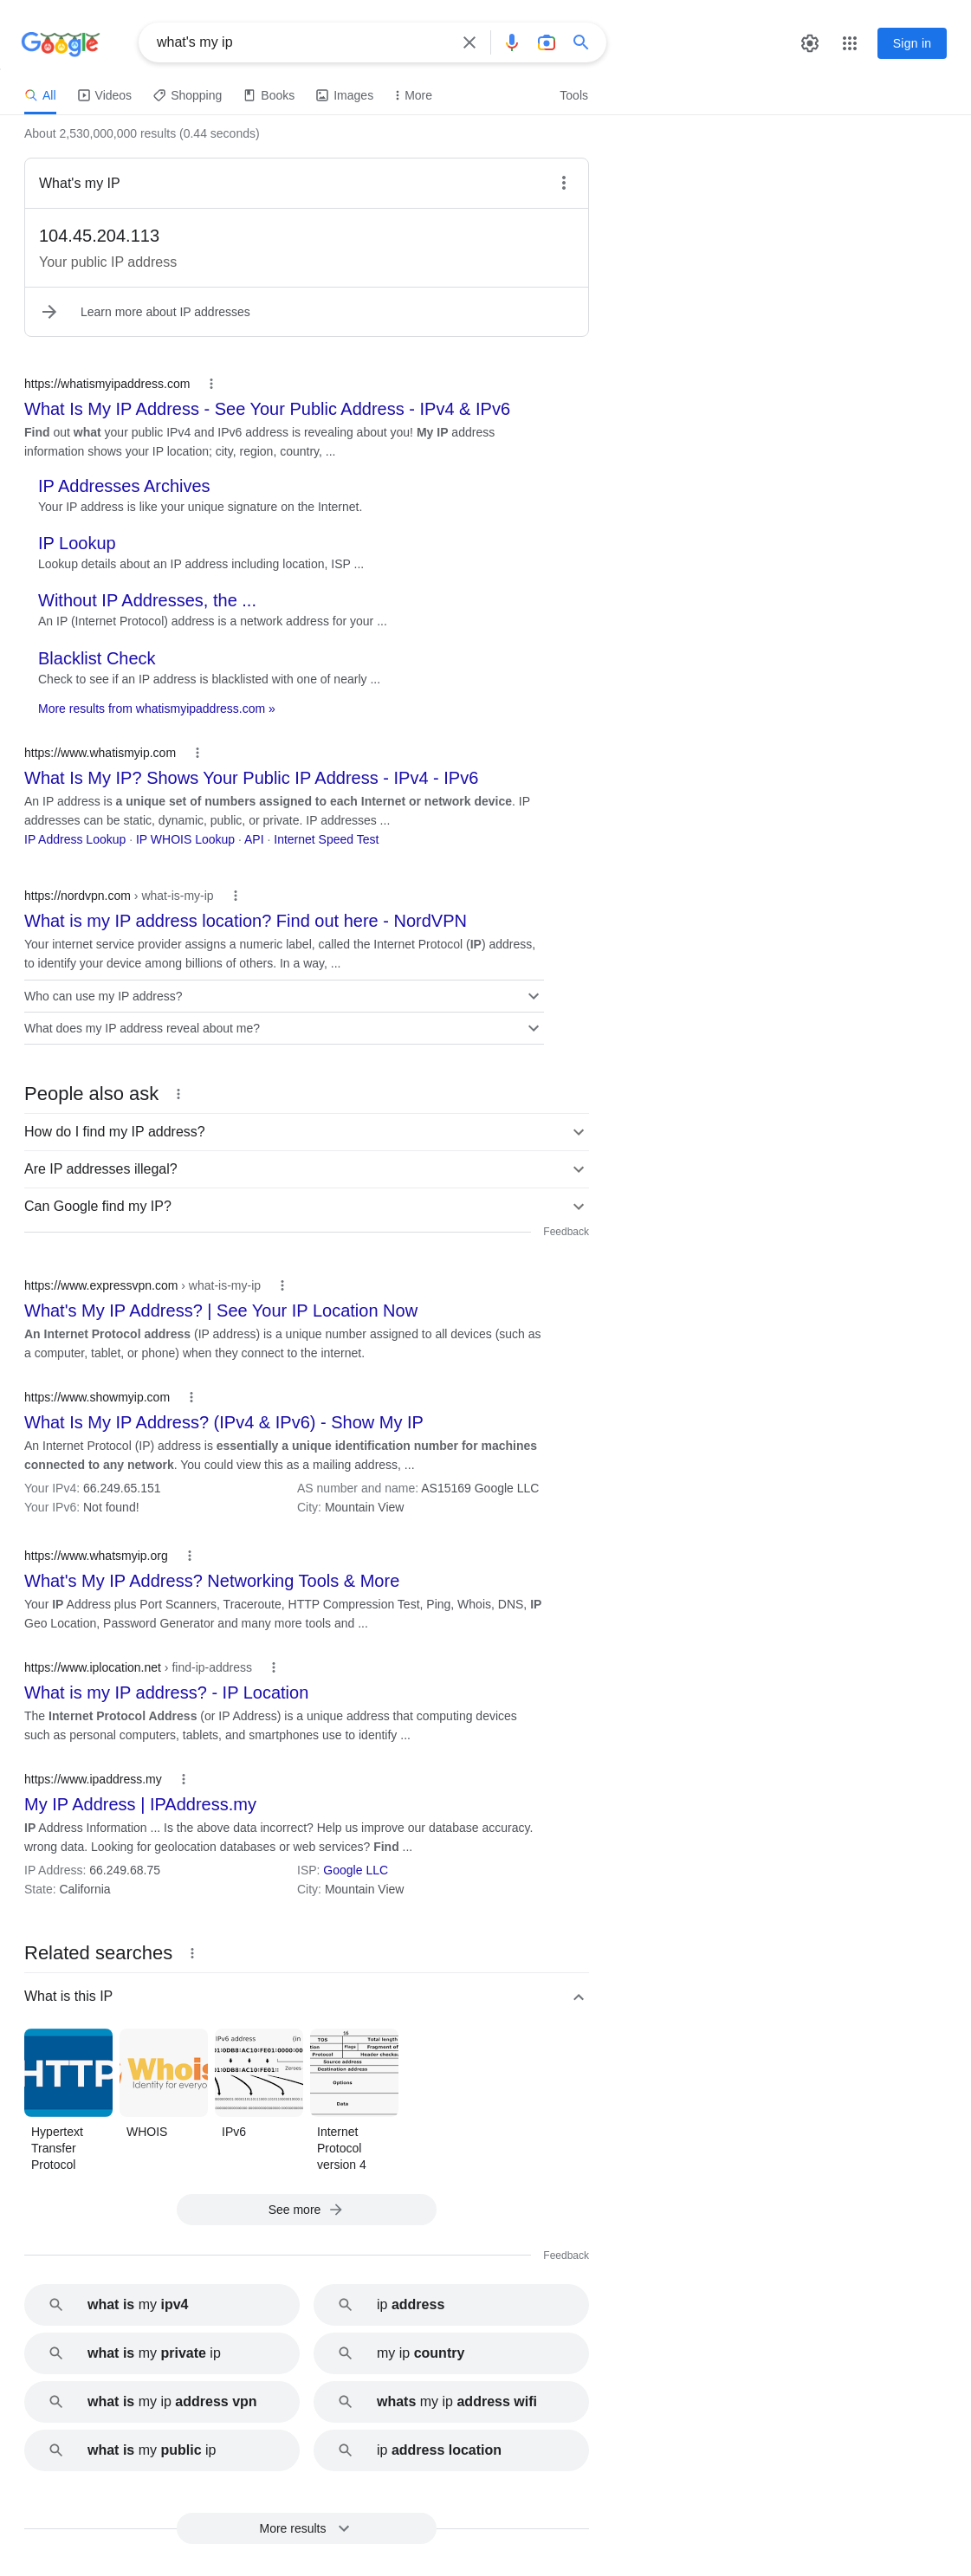 Google
what's my ip
Sign in
All
Videos
Shopping
Books
Images
More
Tools
About 2,530,000,000 results (0.44 seconds)
What's my IP
104.45.204.113
Your public IP address
Learn more about IP addresses
https://whatismyipaddress.com
What Is My IP Address - See Your Public Address - IPv4 & IPv6
Find out what your public IPv4 and IPv6 address is revealing about you! My IP address
information shows your IP location; city, region, country, ...
IP Addresses Archives
Your IP address is like your unique signature on the Internet.
IP Lookup
Lookup details about an IP address including location, ISP ...
Without IP Addresses, the ...
An IP (Internet Protocol) address is a network address for your ...
Blacklist Check
Check to see if an IP address is blacklisted with one of nearly ...
More results from whatismyipaddress.com »
https://www.whatismyip.com
What Is My IP? Shows Your Public IP Address - IPv4 - IPv6
An IP address is a unique set of numbers assigned to each Internet or network device. IP
addresses can be static, dynamic, public, or private. IP addresses ...
IP Address Lookup · IP WHOIS Lookup · API · Internet Speed Test
https://nordvpn.com › what-is-my-ip
What is my IP address location? Find out here - NordVPN
Your internet service provider assigns a numeric label, called the Internet Protocol (IP) address,
to identify your device among billions of others. In a way, ...
Who can use my IP address?
What does my IP address reveal about me?
People also ask
How do I find my IP address?
Are IP addresses illegal?
Can Google find my IP?
Feedback
https://www.expressvpn.com › what-is-my-ip
What's My IP Address? | See Your IP Location Now
An Internet Protocol address (IP address) is a unique number assigned to all devices (such as
a computer, tablet, or phone) when they connect to the internet.
https://www.showmyip.com
What Is My IP Address? (IPv4 & IPv6) - Show My IP
An Internet Protocol (IP) address is essentially a unique identification number for machines
connected to any network. You could view this as a mailing address, ...
Your IPv4: 66.249.65.151
AS number and name: AS15169 Google LLC
Your IPv6: Not found!
City: Mountain View
https://www.whatsmyip.org
What's My IP Address? Networking Tools & More
Your IP Address plus Port Scanners, Traceroute, HTTP Compression Test, Ping, Whois, DNS, IP
Geo Location, Password Generator and many more tools and ...
https://www.iplocation.net › find-ip-address
What is my IP address? - IP Location
The Internet Protocol Address (or IP Address) is a unique address that computing devices
such as personal computers, tablets, and smartphones use to identify ...
https://www.ipaddress.my
My IP Address | IPAddress.my
IP Address Information ... Is the above data incorrect? Help us improve our database accuracy.
wrong data. Looking for geolocation databases or web services? Find ...
IP Address: 66.249.68.75
ISP: Google LLC
State: California
City: Mountain View
Related searches
What is this IP
HTTP
Whois
Identity for everyo
IPv6 address (in
Zeroes
TOS Total length
Flags Fragment of
Protocol Header checks
Source address
Destination address
Options
Data
Hypertext
Transfer
Protocol
WHOIS
IPv6
Internet
Protocol
version 4
See more
Feedback
what is my ipv4
ip address
what is my private ip
my ip country
what is my ip address vpn
whats my ip address wifi
what is my public ip
ip address location
More results